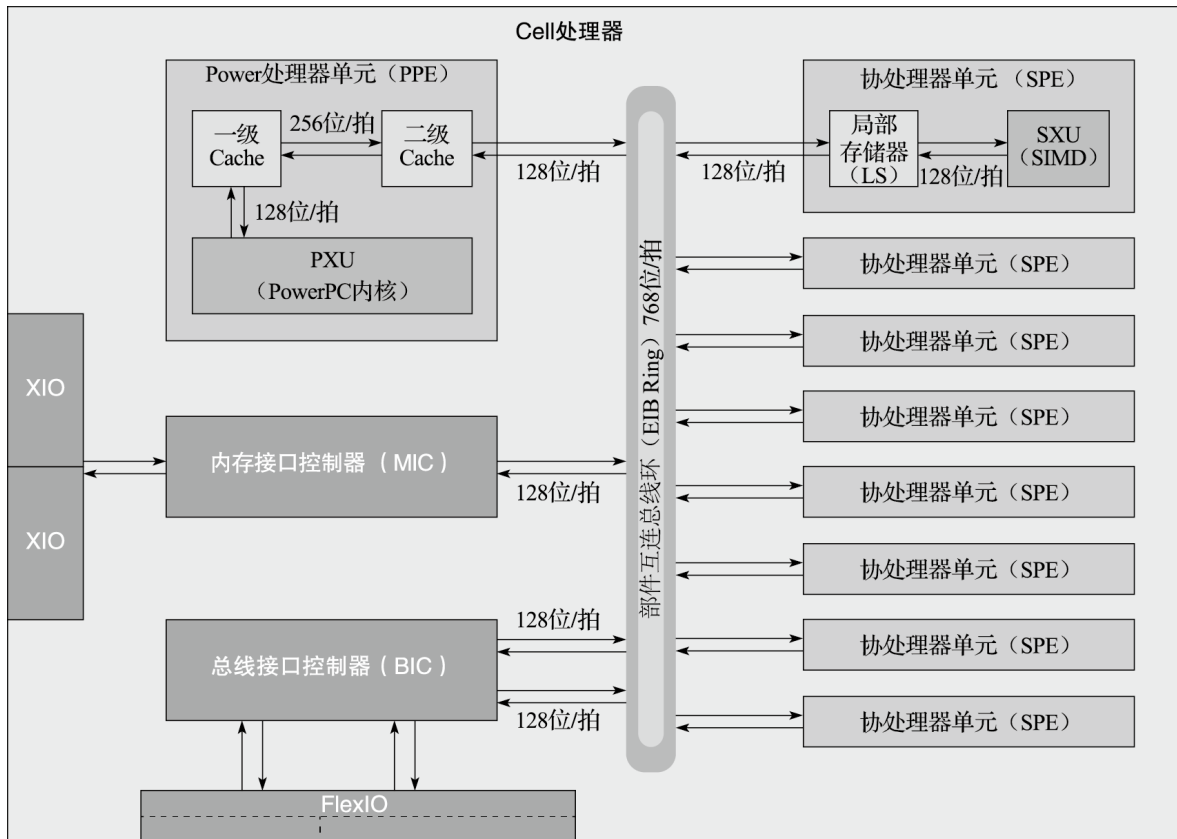 Cell处理器
Power处理器单元（PPE）
一级
Cache
256位/拍
二级
Cache
128位/拍
128位/拍
PXU
（PowerPC内核）
协处理器单元（SPE）
128位/拍
局部
存储器
（LS）
128位/拍
SXU
（SIMD）
部件互连总线环（EIB Ring）768位/拍
协处理器单元（SPE）
协处理器单元（SPE）
协处理器单元（SPE）
协处理器单元（SPE）
协处理器单元（SPE）
协处理器单元（SPE）
协处理器单元（SPE）
XIO
XIO
内存接口控制器（MIC）
128位/拍
总线接口控制器（BIC）
128位/拍
128位/拍
FlexIO